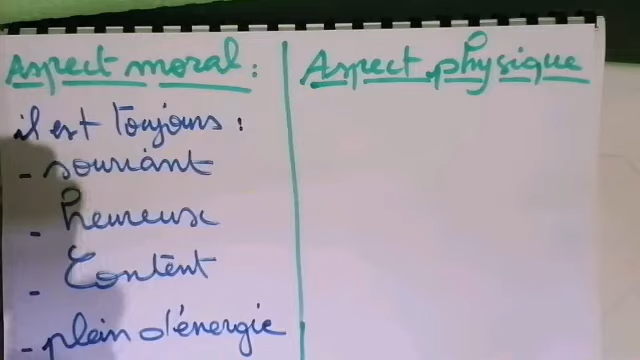 Aspect moral :
Aspect physique
il est toujours :
- souriant
- heureux
- Content
- plein d'énergie